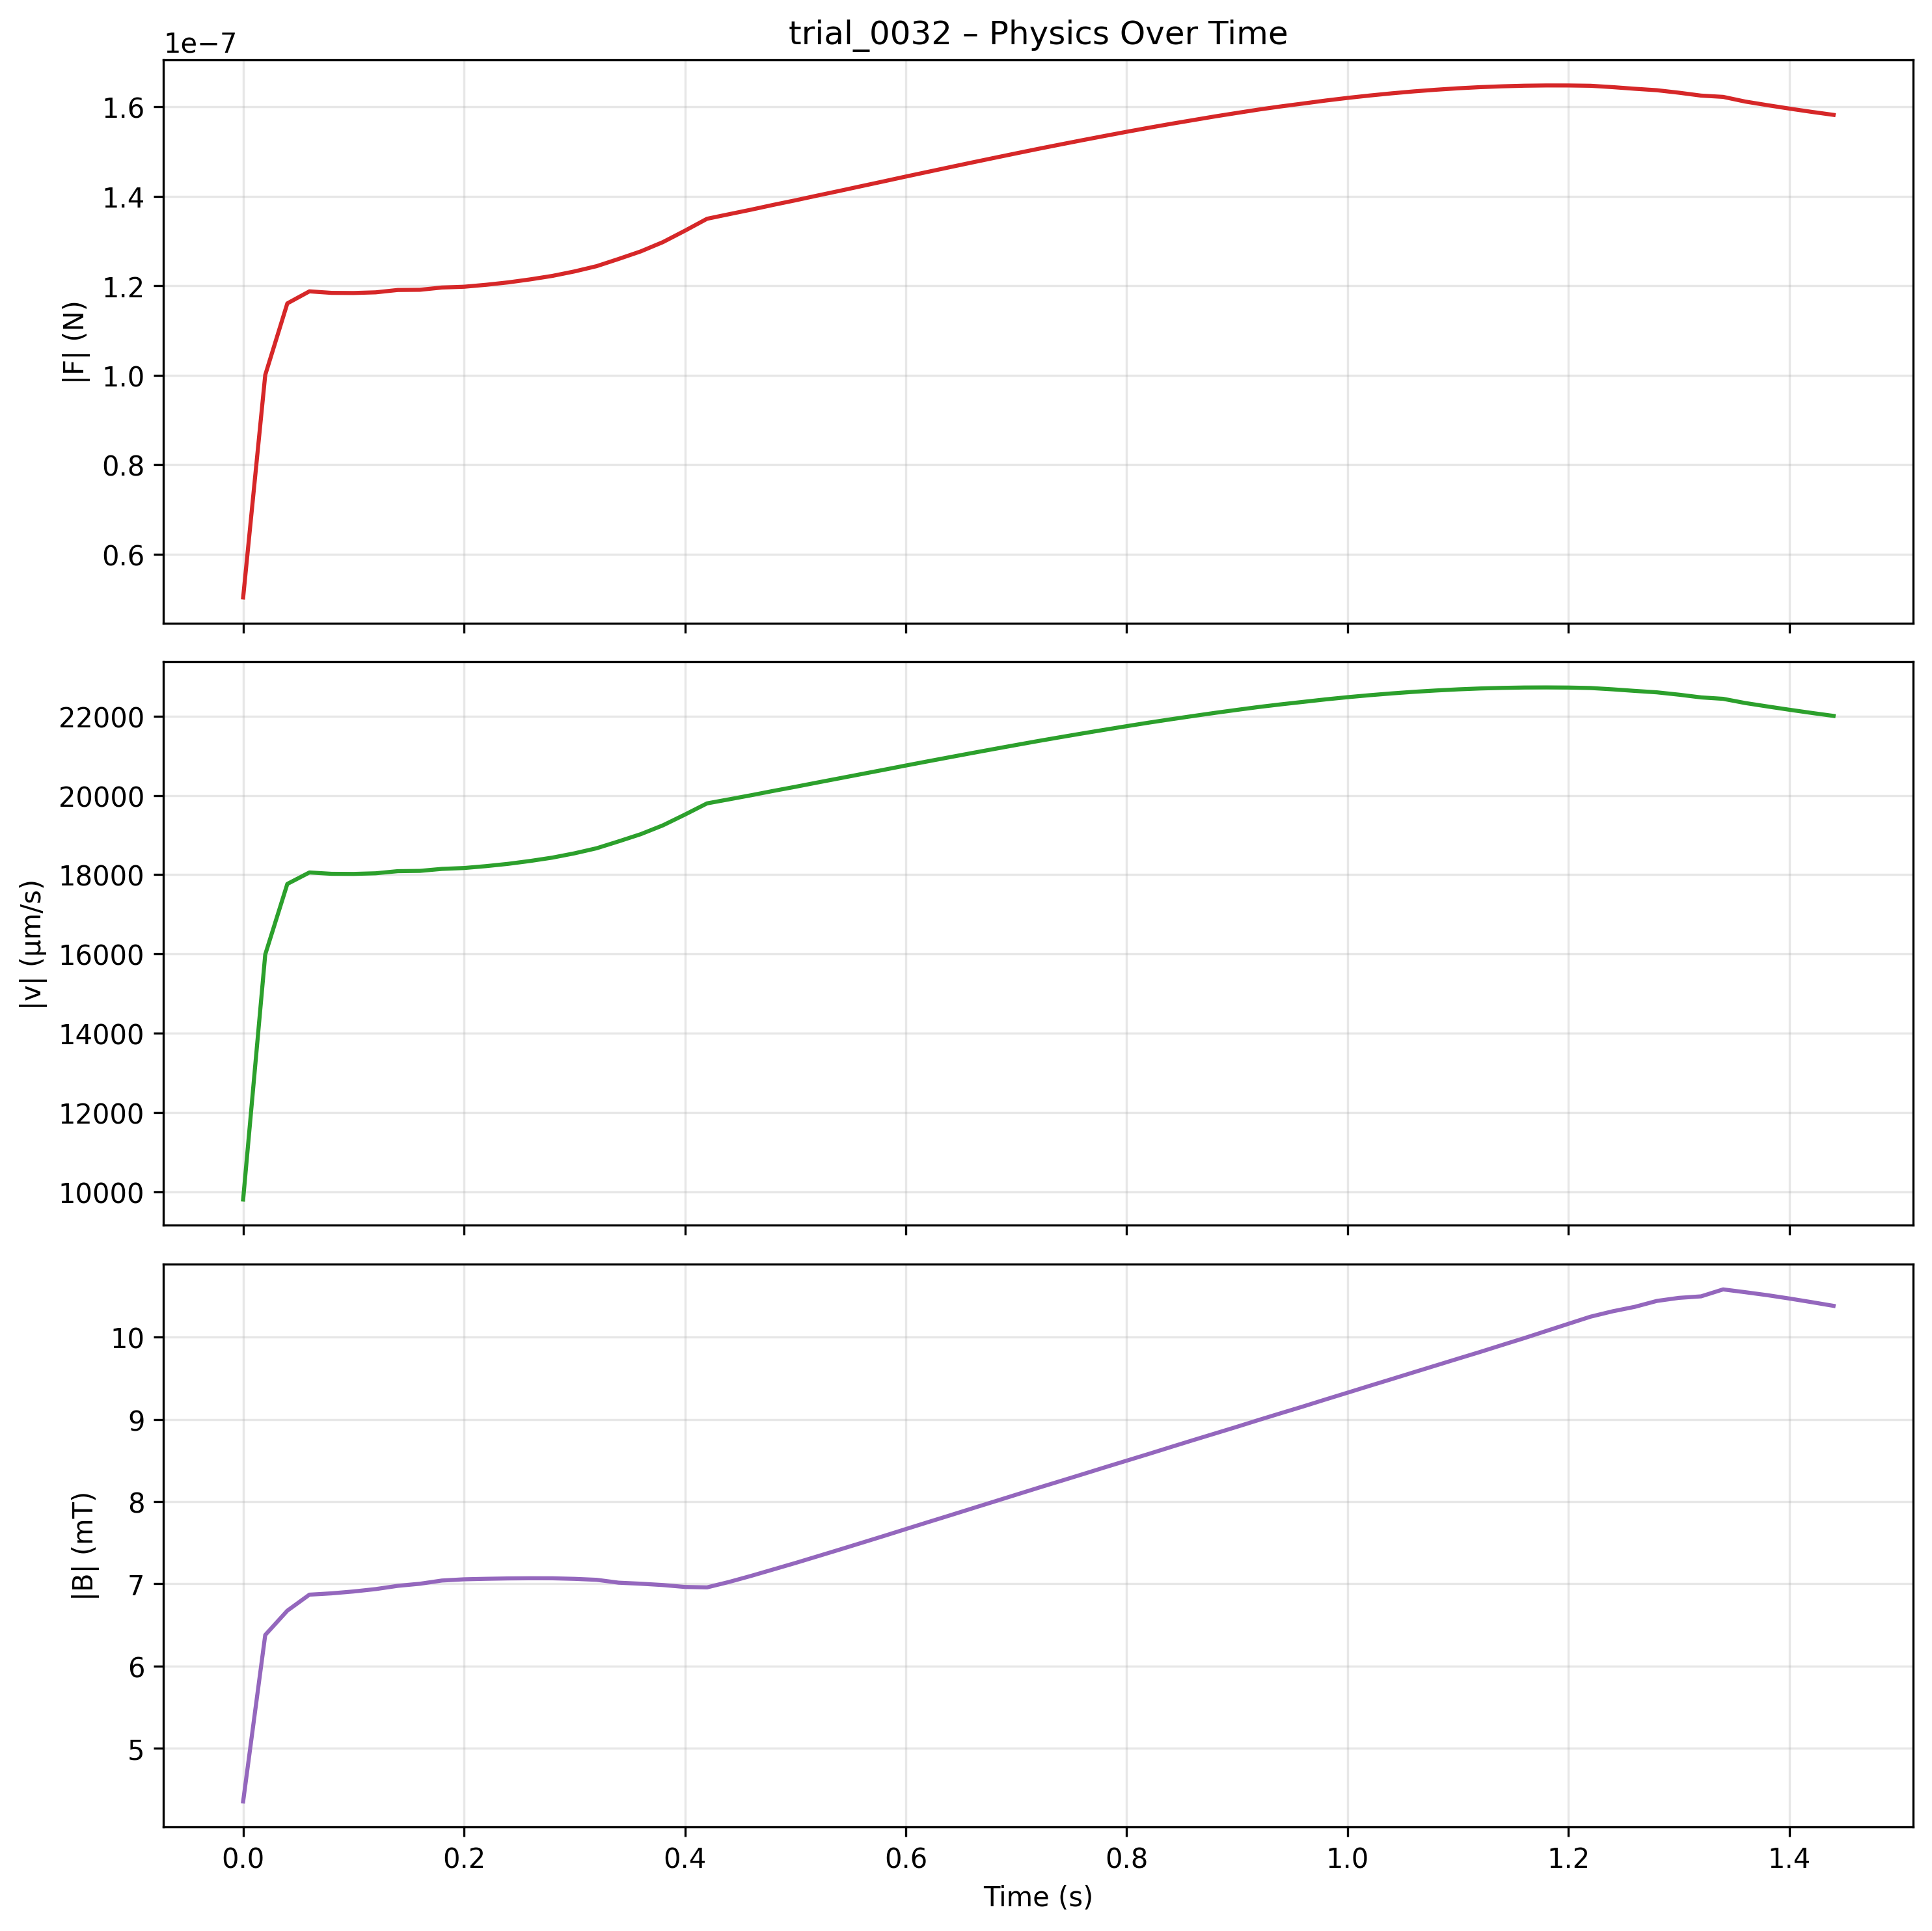 trial_0032 – Physics Over Time
1e−7
1.6
1.4
1.2
1.0
0.8
0.6
|F| (N)
22000
20000
18000
16000
14000
12000
10000
|v| (µm/s)
10
9
8
7
6
5
|B| (mT)
0.0 0.2 0.4 0.6 0.8 1.0 1.2 1.4
Time (s)